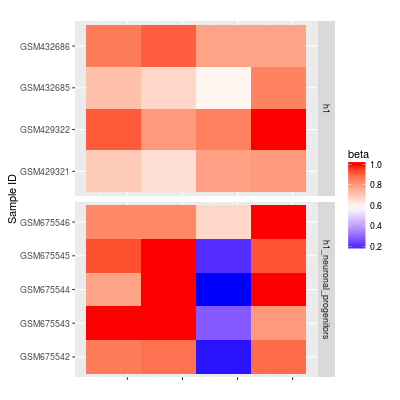 GSM432686
GSM432685
GSM429322
GSM429321
h1
GSM675546
GSM675545
GSM675544
GSM675543
GSM675542
h1_neuronal_progenitors
Sample ID
beta
1.0
0.8
0.6
0.4
0.2